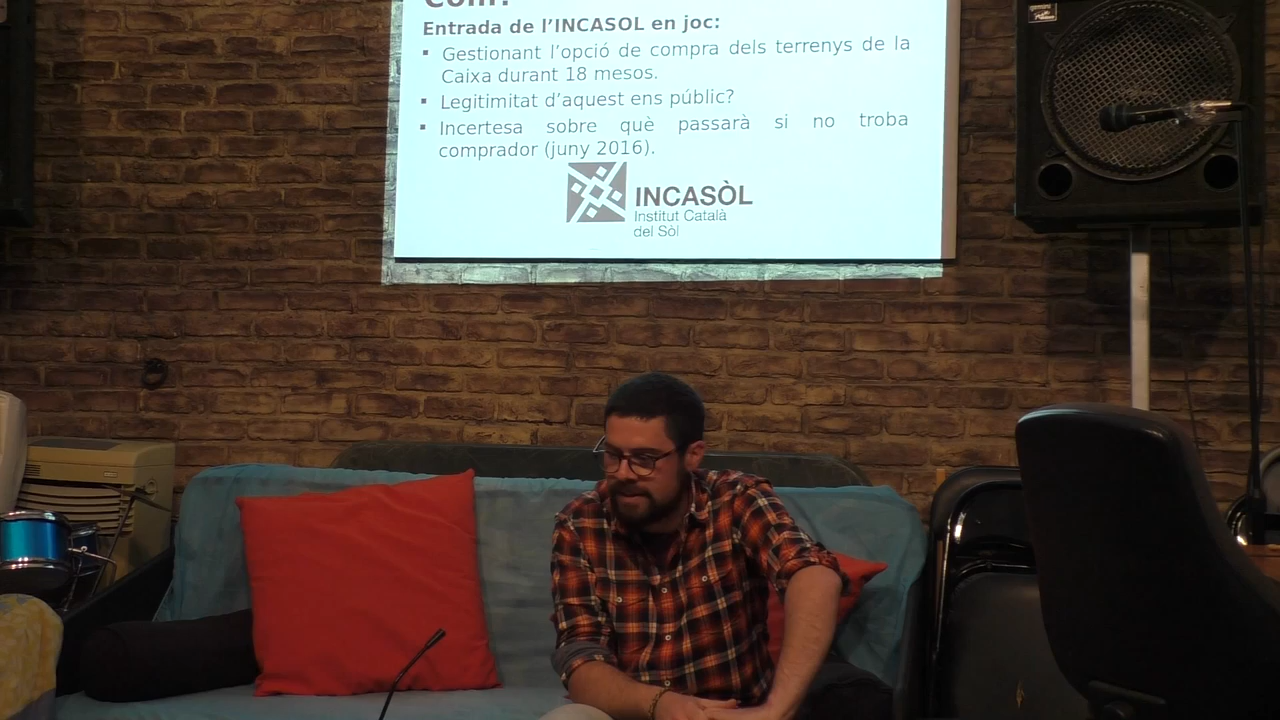 Com?
Entrada de l’INCASOL en joc:
▪ Gestionant l’opció de compra dels terrenys de la
Caixa durant 18 mesos.
▪ Legitimitat d’aquest ens públic?
▪ Incertesa sobre què passarà si no troba
comprador (juny 2016).
INCASÒL
Institut Català
del Sòl